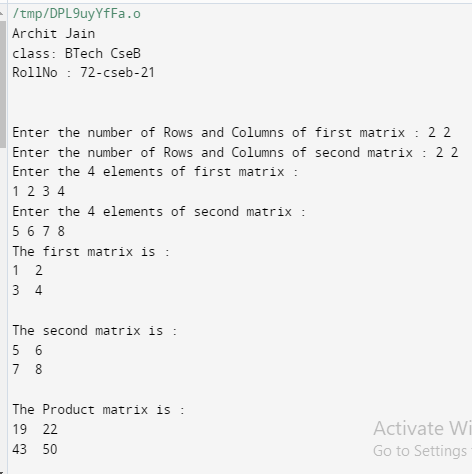 /tmp/DPL9uyYfFa.o
Archit Jain
class: BTech CseB
RollNo : 72-cseb-21
Enter the number of Rows and Columns of first matrix : 2 2
Enter the number of Rows and Columns of second matrix : 2 2
Enter the 4 elements of first matrix :
1 2 3 4
Enter the 4 elements of second matrix :
5 6 7 8
The first matrix is :
1 2
3 4
The second matrix is :
5 6
7 8
The Product matrix is :
19 22
43 50
Activate Wi
Go to Settings